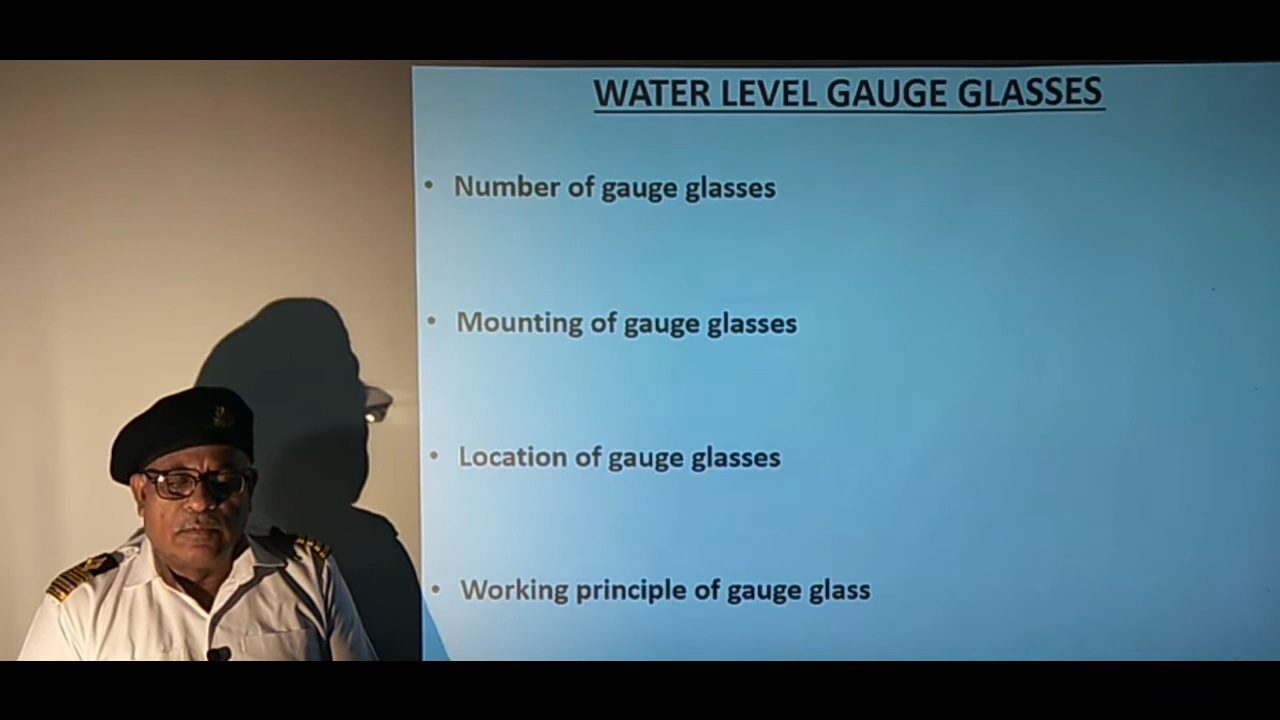 WATER LEVEL GAUGE GLASSES
• Number of gauge glasses
• Mounting of gauge glasses
• Location of gauge glasses
• Working principle of gauge glass